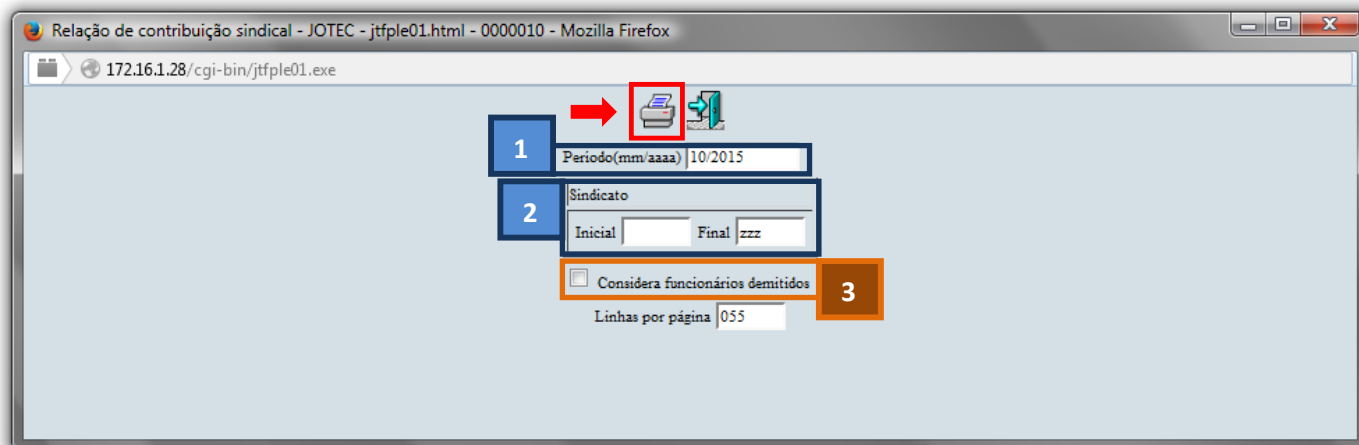 Relação de contribuição sindical - JOTEC - jtfple01.html - 0000010 - Mozilla Firefox
172.16.1.28/cgi-bin/jtfple01.exe
1
Periodo(mm/aaaa) 10/2015
2
Sindicato
Inicial Final zzz
Considera funcionários demitidos
3
Linhas por página 055